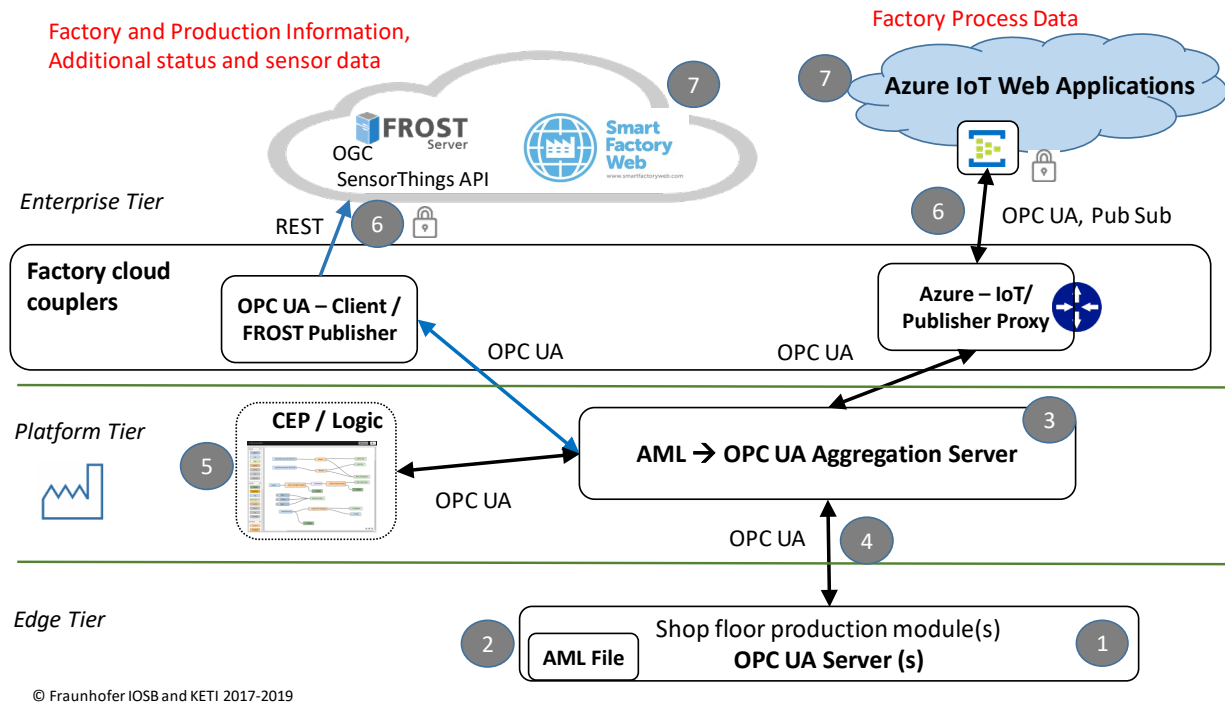 Factory and Production Information,
Additional status and sensor data
Factory Process Data
7
7
Azure IoT Web Applications
FROST
Server
Smart
Factory
Web
www.smartfactoryweb.com
OGC
SensorThings API
Enterprise Tier
REST
6
6
OPC UA, Pub Sub
Factory cloud
couplers
OPC UA – Client /
FROST Publisher
Azure – IoT/
Publisher Proxy
OPC UA
OPC UA
Platform Tier
CEP / Logic
5
OPC UA
3
AML → OPC UA Aggregation Server
OPC UA
4
Edge Tier
2
Shop floor production module(s)
OPC UA Server (s)
AML File
1
© Fraunhofer IOSB and KETI 2017-2019